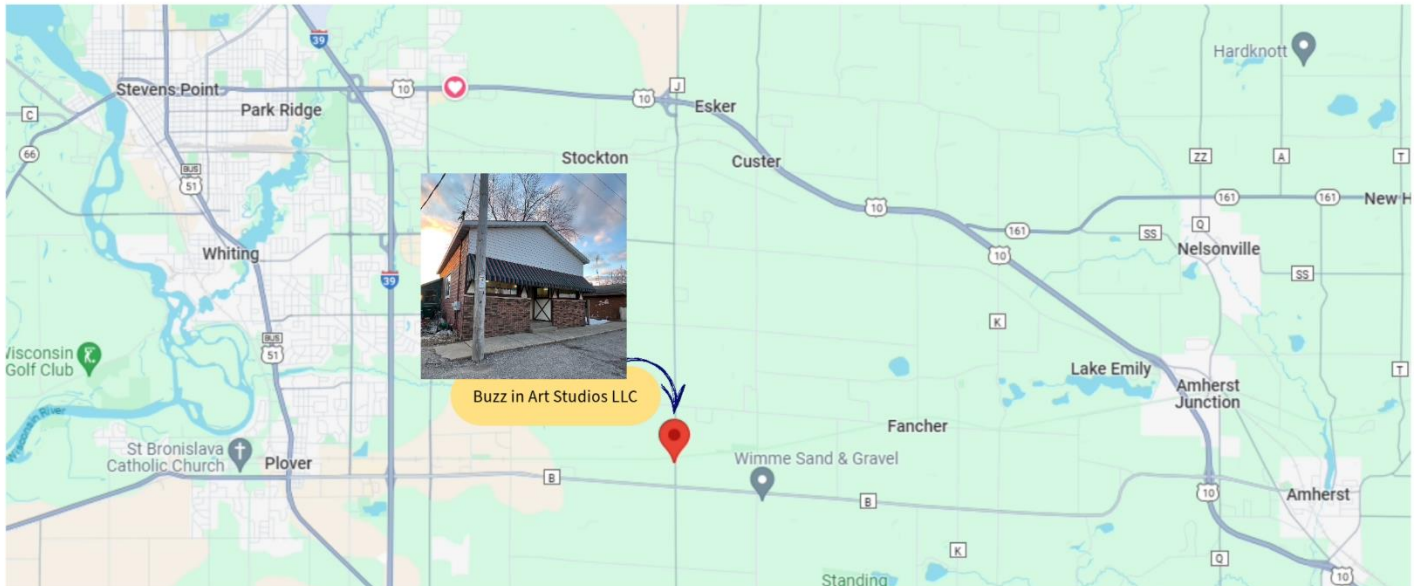 Hardknott
39
Stevens Point
10
J
10
Esker
C
Park Ridge
66
Stockton
Custer
ZZ
A
T
BUS
51
161
161
New H
10
161
SS
Q
Nelsonville
Whiting
10
SS
39
K
BUS
51
Wisconsin
Golf Club
Lake Emily
T
Amherst
Junction
Buzz in Art Studios LLC
Wisconsin River
Fancher
St Bronislava
Catholic Church
Plover
Wimme Sand & Gravel
B
B
10
Amherst
K
Q
10
Standing